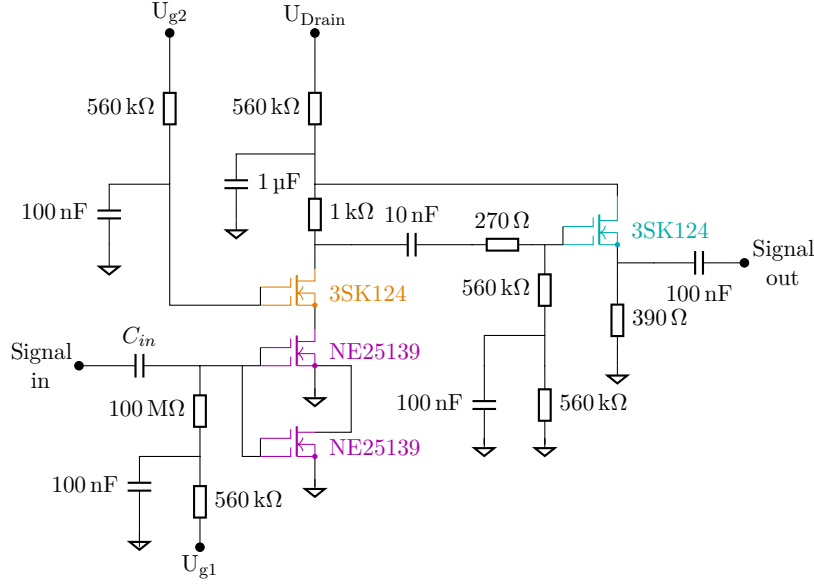 U_g2
U_Drain
560 kΩ
560 kΩ
100 nF
1 µF
1 kΩ
10 nF
270 Ω
3SK124
Signal
out
3SK124
560 kΩ
100 nF
390 Ω
C_in
Signal
in
NE25139
100 MΩ
100 nF
560 kΩ
NE25139
100 nF
560 kΩ
U_g1